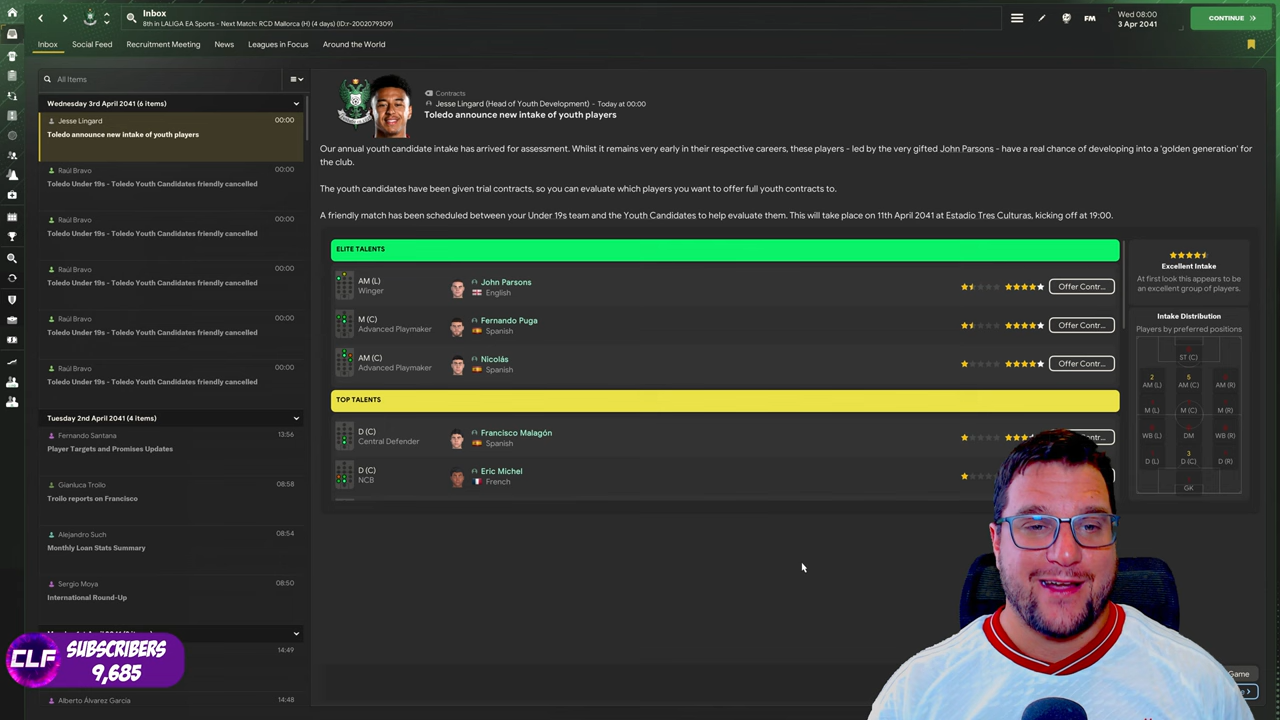 Inbox
8th in LALIGA EA Sports - Next Match: RCD Mallorca (H) (4 days) (ID:r-2002079309)
FM
Wed 08:00
3 Apr 2041
CONTINUE
Inbox
Social Feed
Recruitment Meeting
News
Leagues in Focus
Around the World
All Items
Wednesday 3rd April 2041 (6 items)
Jesse Lingard
00:00
Toledo announce new intake of youth players
Raúl Bravo
00:00
Toledo Under 19s - Toledo Youth Candidates friendly cancelled
Raúl Bravo
00:00
Toledo Under 19s - Toledo Youth Candidates friendly cancelled
Raúl Bravo
00:00
Toledo Under 19s - Toledo Youth Candidates friendly cancelled
Raúl Bravo
00:00
Toledo Under 19s - Toledo Youth Candidates friendly cancelled
Raúl Bravo
00:00
Toledo Under 19s - Toledo Youth Candidates friendly cancelled
Tuesday 2nd April 2041 (4 items)
Fernando Santana
13:56
Player Targets and Promises Updates
Gianluca Troilo
08:58
Troilo reports on Francisco
Alejandro Such
08:54
Monthly Loan Stats Summary
Sergio Moya
08:50
International Round-Up
14:49
Alberto Álvarez García
14:48
CLF
SUBSCRIBERS
9,685
Contracts
Jesse Lingard (Head of Youth Development) - Today at 00:00
Toledo announce new intake of youth players
Our annual youth candidate intake has arrived for assessment. Whilst it remains very early in their respective careers, these players - led by the very gifted John Parsons - have a real chance of developing into a 'golden generation' for
the club.
The youth candidates have been given trial contracts, so you can evaluate which players you want to offer full youth contracts to.
A friendly match has been scheduled between your Under 19s team and the Youth Candidates to help evaluate them. This will take place on 11th April 2041 at Estadio Tres Culturas, kicking off at 19:00.
ELITE TALENTS
AM (L)
Winger
John Parsons
English
Offer Contr...
M (C)
Advanced Playmaker
Fernando Puga
Spanish
Offer Contr...
AM (C)
Advanced Playmaker
Nicolás
Spanish
Offer Contr...
TOP TALENTS
D (C)
Central Defender
Francisco Malagón
Spanish
D (C)
NCB
Eric Michel
French
Excellent Intake
At first look this appears to be
an excellent group of players.
Intake Distribution
Players by preferred positions
ST (C)
2
AM (L)
5
AM (C)
AM (R)
M (L)
M (C)
M (R)
WB (L)
DM
WB (R)
D (L)
3
D (C)
D (R)
GK
Game